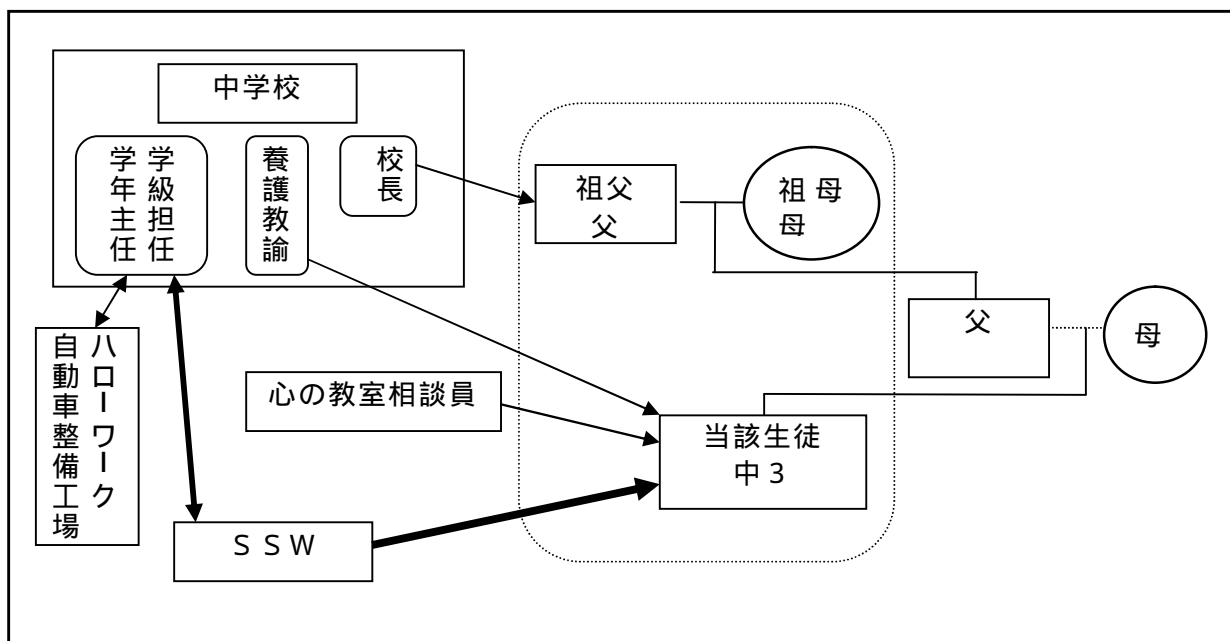 中学校
学級担任
学年主任
養護教諭
校長
祖父
父
祖母
母
父
母
ハローワーク
自動車整備工場
心の教室相談員
当該生徒
中3
SSW